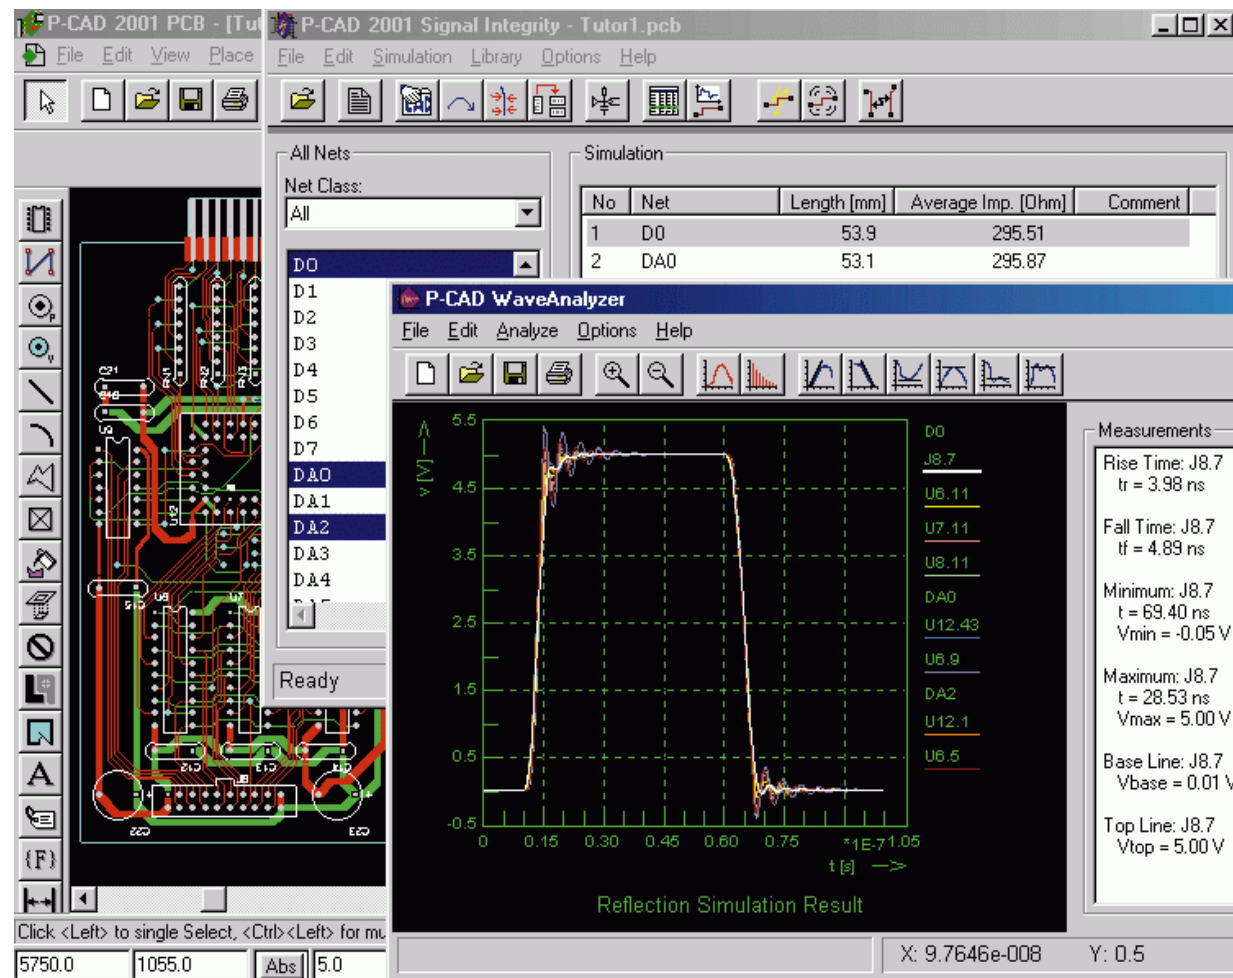 P-CAD 2001 PCB - [Tu
File Edit View Place
P-CAD 2001 Signal Integrity - Tutor1.pcb
File Edit Simulation Library Options Help
All Nets
Net Class:
All
D0
D1
D2
D3
D4
D5
D6
D7
DA0
DA1
DA2
DA3
DA4
Ready
Simulation
No Net Length [mm] Average Imp. [Ohm] Comment
1 D0 53.9 295.51
2 DA0 53.1 295.87
P-CAD WaveAnalyzer
File Edit Analyze Options Help
v [V]
5.5
4.5
3.5
2.5
1.5
0.5
-0.5
0 0.15 0.30 0.45 0.60 0.75 *1E-7 1.05
t [s]
Reflection Simulation Result
D0
J8.7
U6.11
U7.11
U8.11
DA0
U12.43
U6.9
DA2
U12.1
U6.5
Measurements
Rise Time: J8.7
tr = 3.98 ns
Fall Time: J8.7
tf = 4.89 ns
Minimum: J8.7
t = 69.40 ns
Vmin = -0.05 V
Maximum: J8.7
t = 28.53 ns
Vmax = 5.00 V
Base Line: J8.7
Vbase = 0.01 V
Top Line: J8.7
Vtop = 5.00 V
X: 9.7646e-008 Y: 0.5
Click <Left> to single Select, <Ctrl><Left> for mu
5750.0 1055.0 Abs 5.0